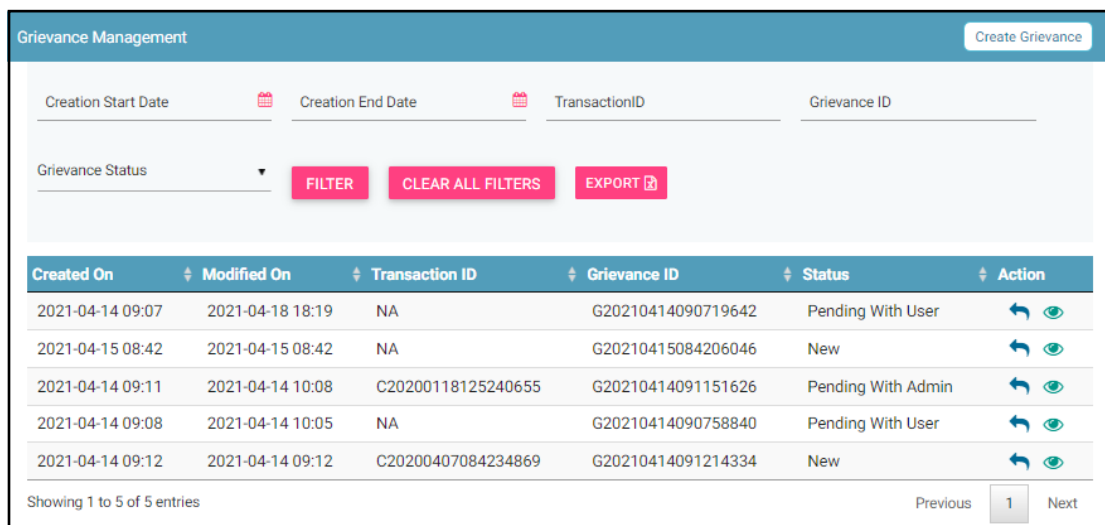 Grievance Management Create Grievance
Creation Start Date Creation End Date TransactionID Grievance ID
Grievance Status FILTER CLEAR ALL FILTERS EXPORT
Created On Modified On Transaction ID Grievance ID Status Action
2021-04-14 09:07 2021-04-18 18:19 NA G20210414090719642 Pending With User
2021-04-15 08:42 2021-04-15 08:42 NA G20210415084206046 New
2021-04-14 09:11 2021-04-14 10:08 C20200118125240655 G20210414091151626 Pending With Admin
2021-04-14 09:08 2021-04-14 10:05 NA G20210414090758840 Pending With User
2021-04-14 09:12 2021-04-14 09:12 C20200407084234869 G20210414091214334 New
Showing 1 to 5 of 5 entries Previous 1 Next